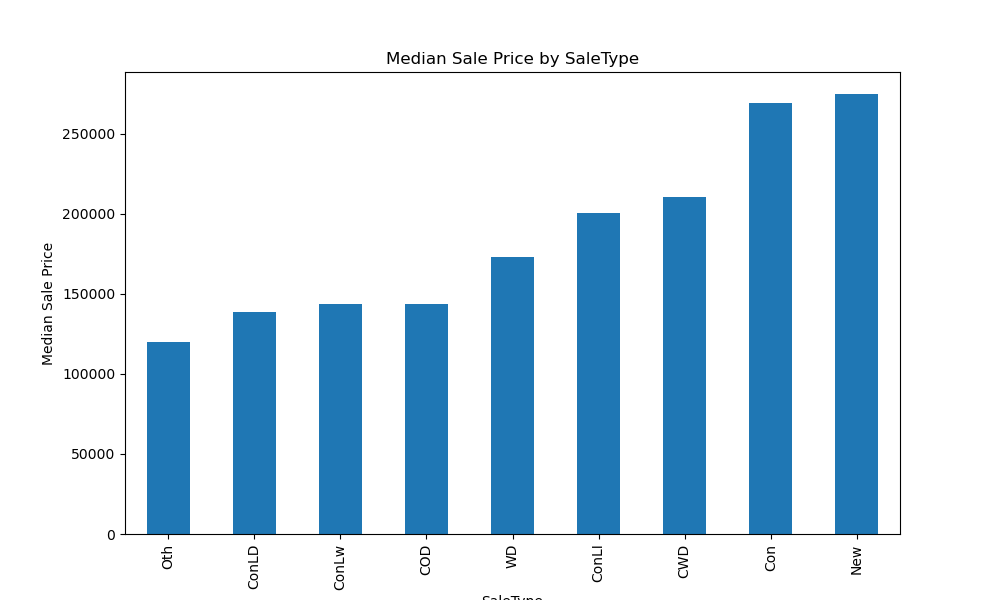 Median Sale Price by SaleType
Median Sale Price
250000
200000
150000
100000
50000
0
Oth
ConLD
ConLw
COD
WD
ConLI
CWD
Con
New
SaleType